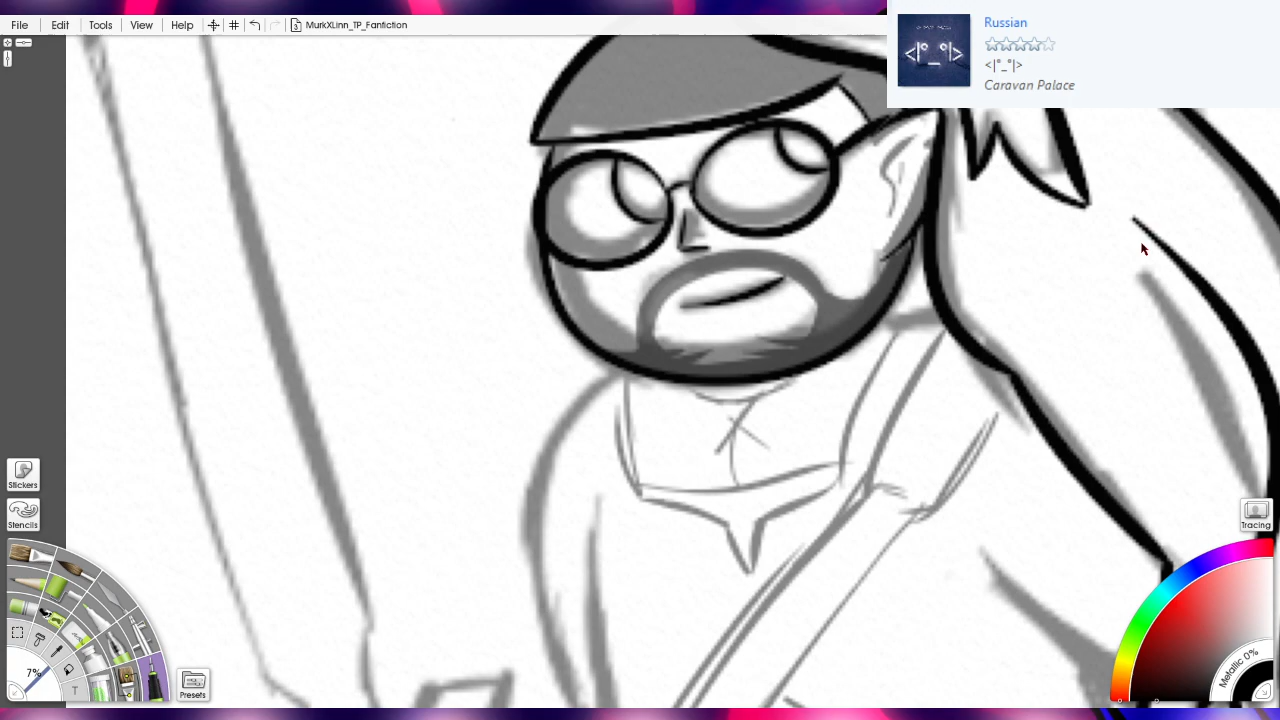 File Edit Tools View Help MurkXLinn_TP_Fanfiction
Russian
<|°_°|>
Caravan Palace
<|°_°|>
Stickers
Stencils
Tracing
7%
T
Presets
Metallic 0%